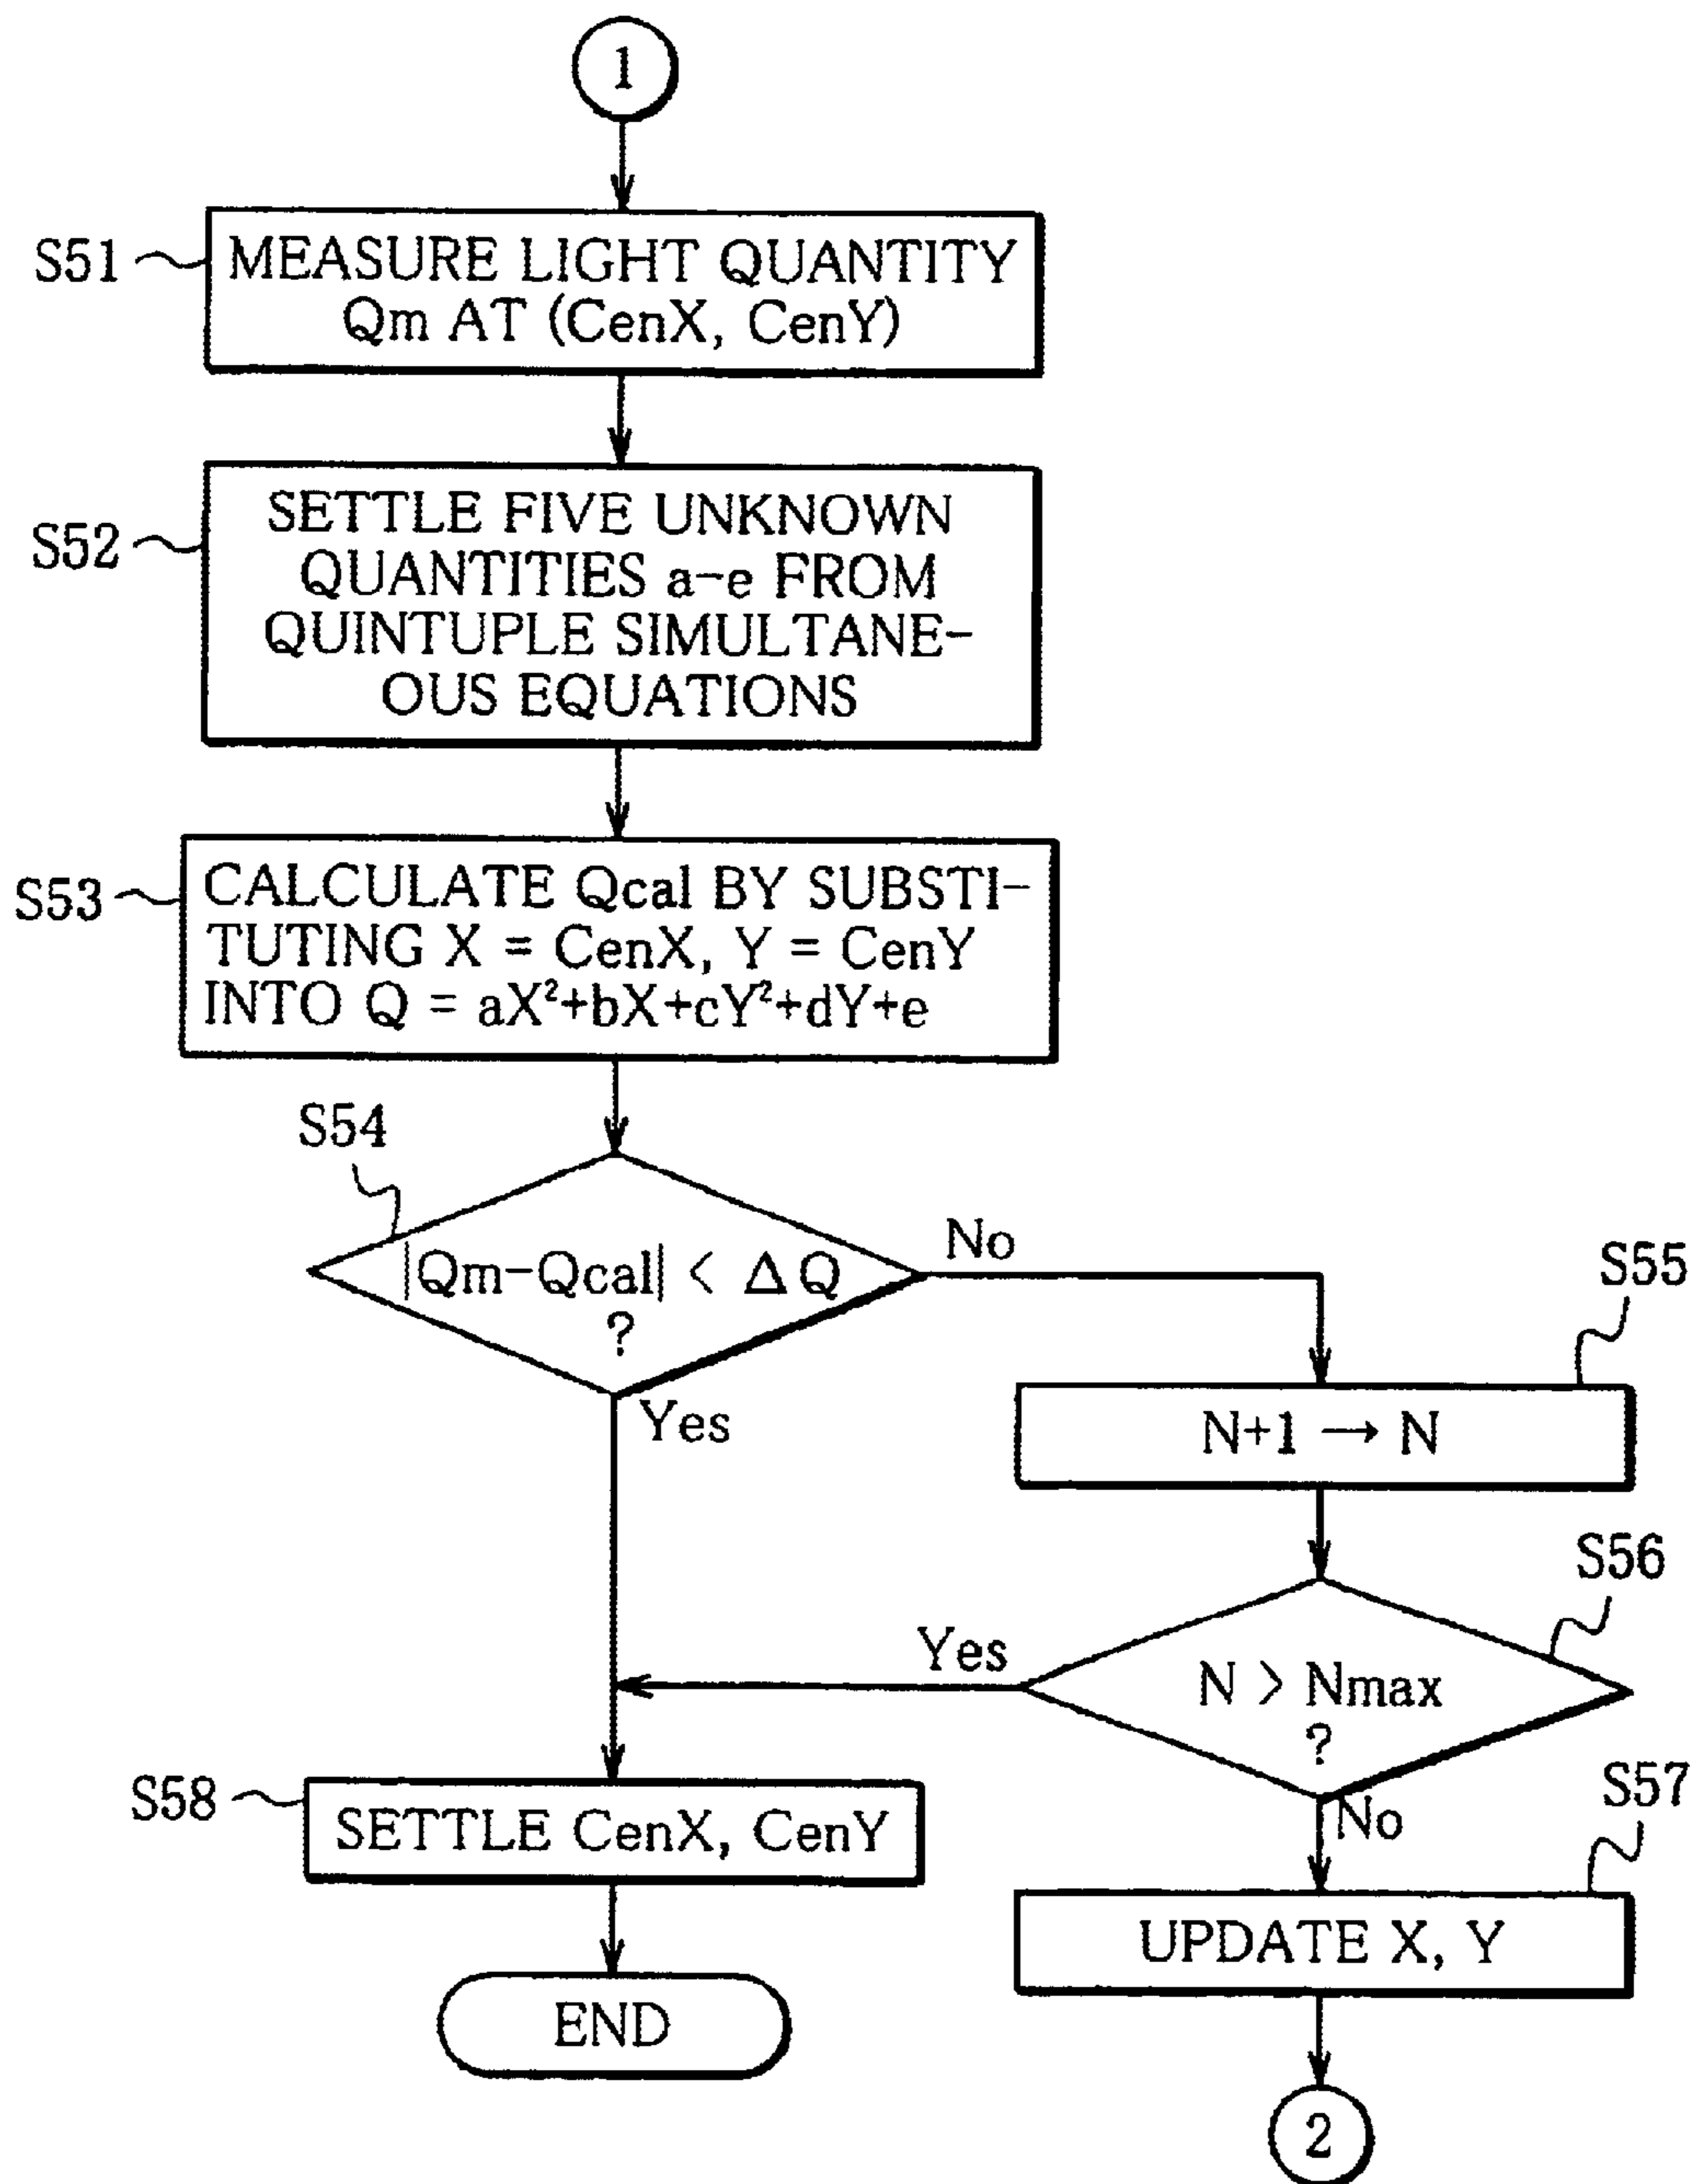 1
S51
MEASURE LIGHT QUANTITY
Qm AT (CenX, CenY)
S52
SETTLE FIVE UNKNOWN
QUANTITIES a-e FROM
QUINTUPLE SIMULTANE-
OUS EQUATIONS
S53
CALCULATE Qcal BY SUBSTI-
TUTING X = CenX, Y = CenY
INTO Q = aX²+bX+cY²+dY+e
S54
|Qm-Qcal| < ΔQ
?
No
Yes
S55
N+1 → N
S56
N > Nmax
?
Yes
No
S57
UPDATE X, Y
2
S58
SETTLE CenX, CenY
END